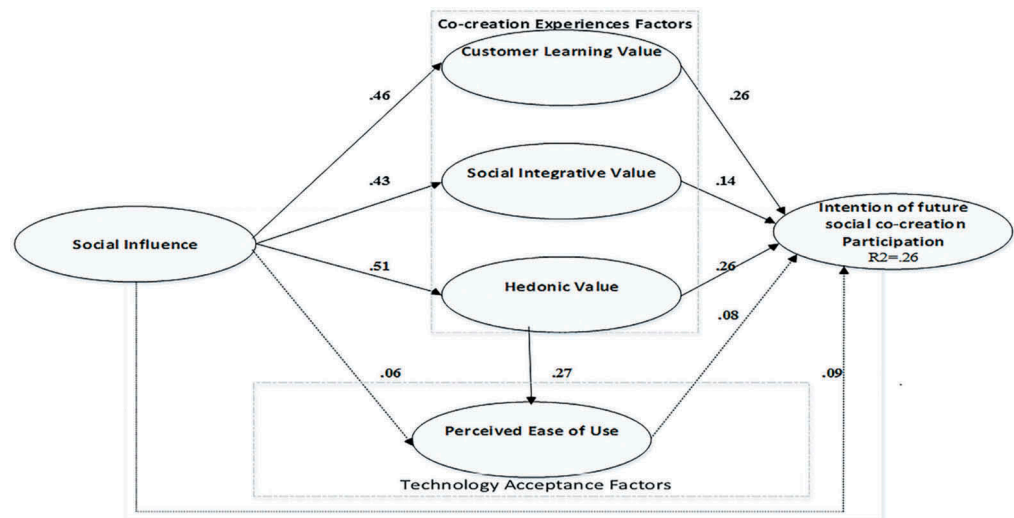 Co-creation Experiences Factors
Customer Learning Value
.46
.26
Social Integrative Value
.43
.14
Intention of future
social co-creation
Participation
R2=.26
Social Influence
.51
Hedonic Value
.26
.08
.06
.27
.09
Perceived Ease of Use
Technology Acceptance Factors